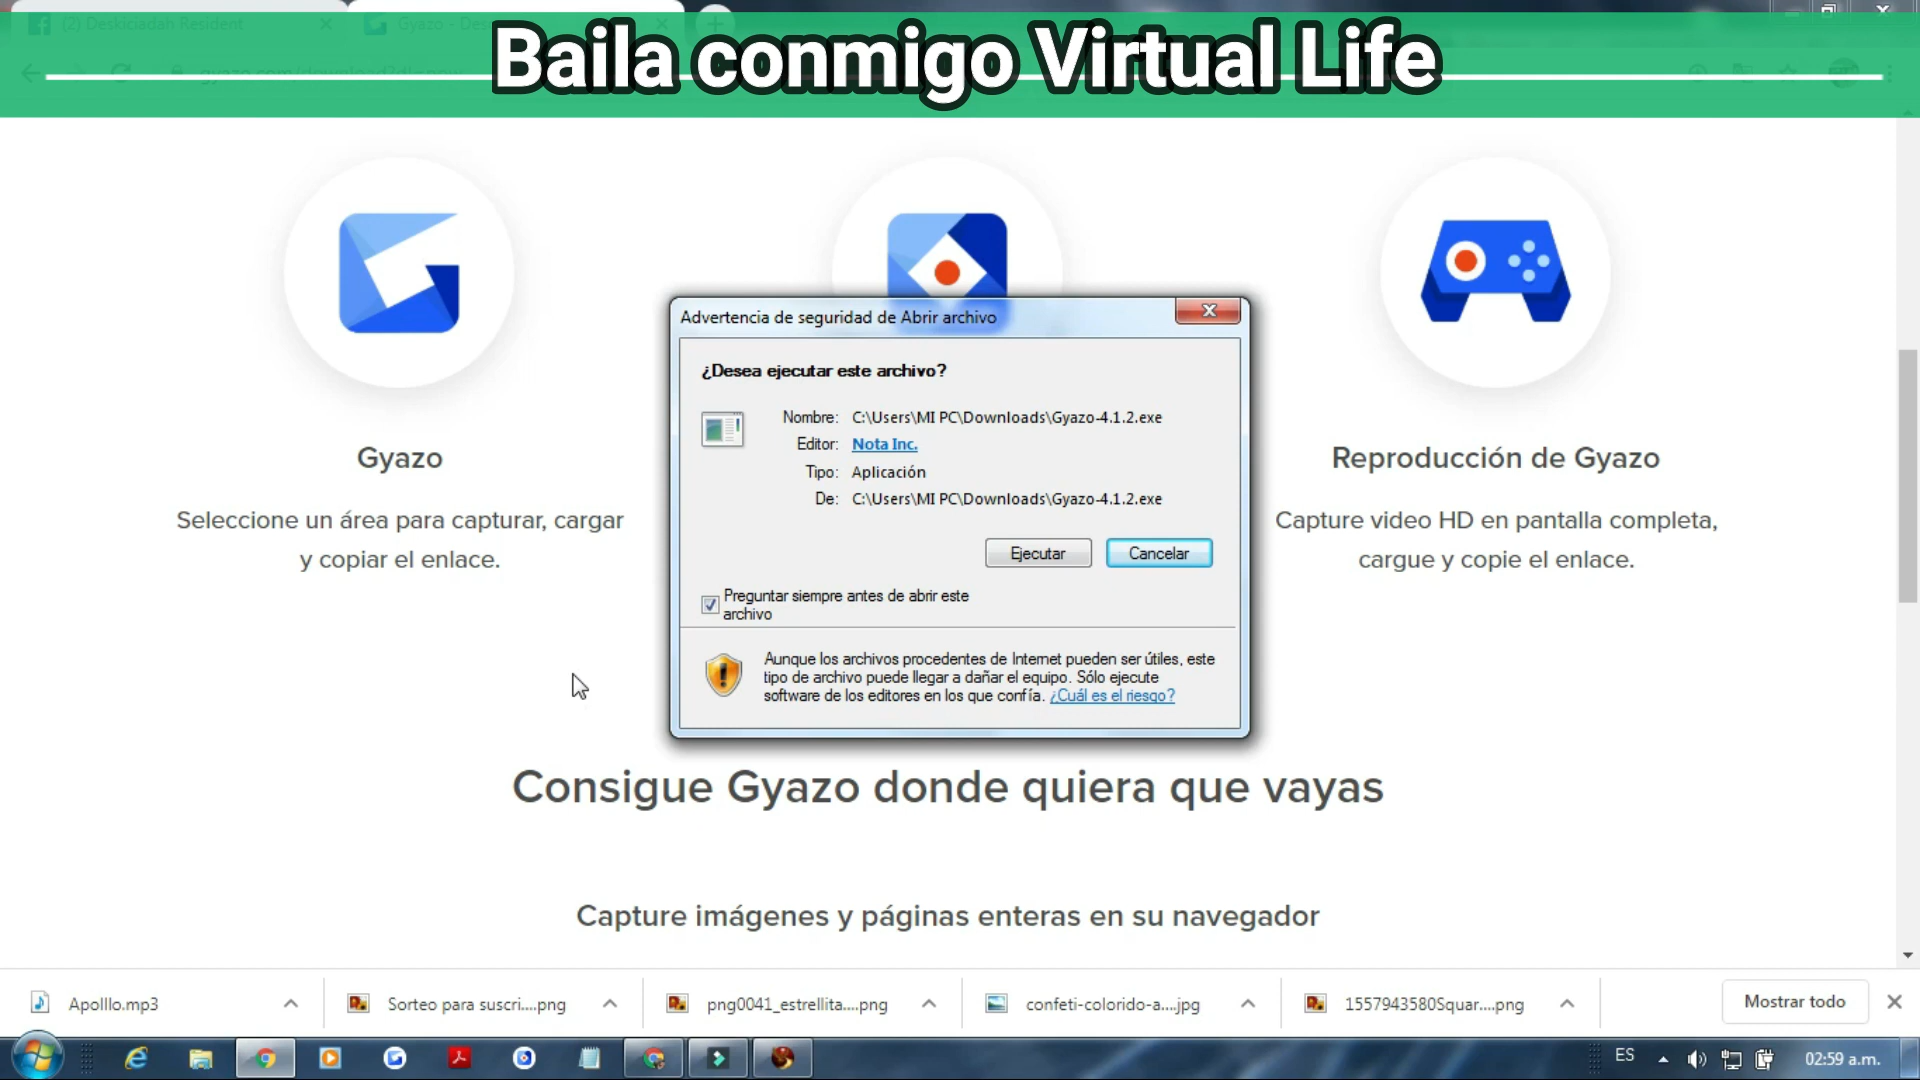 (2) Deskiciadah Resident
Gyazo - Des
Baila conmigo Virtual Life
Advertencia de seguridad de Abrir archivo
¿Desea ejecutar este archivo?
Nombre: C:\Users\MI PC\Downloads\Gyazo-4.1.2.exe
Editor: Nota Inc.
Tipo: Aplicación
De: C:\Users\MI PC\Downloads\Gyazo-4.1.2.exe
Ejecutar Cancelar
Preguntar siempre antes de abrir este
archivo
Aunque los archivos procedentes de Internet pueden ser útiles, este
tipo de archivo puede llegar a dañar el equipo. Sólo ejecute
software de los editores en los que confía. ¿Cuál es el riesgo?
Gyazo
Seleccione un área para capturar, cargar
y copiar el enlace.
Reproducción de Gyazo
Capture video HD en pantalla completa,
cargue y copie el enlace.
Consigue Gyazo donde quiera que vayas
Capture imágenes y páginas enteras en su navegador
Apolllo.mp3
Sorteo para suscri....png
png0041_estrellita....png
confeti-colorido-a....jpg
1557943580Squar....png
Mostrar todo
ES
02:59 a.m.